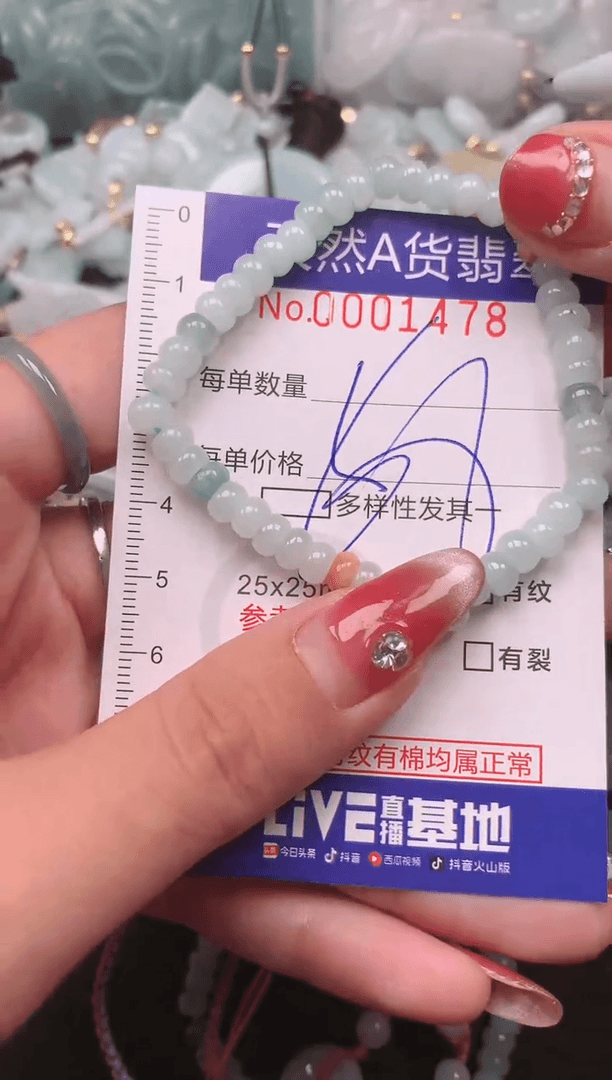 0
天然A货翡翠
1
No.0001478
每单数量
每单价格
4
多样性发其一
5
25x25
有纹
参
6
有裂
纹有棉均属正常
LiVE直播基地
头条 今日头条 抖音 西瓜视频 抖音火山版